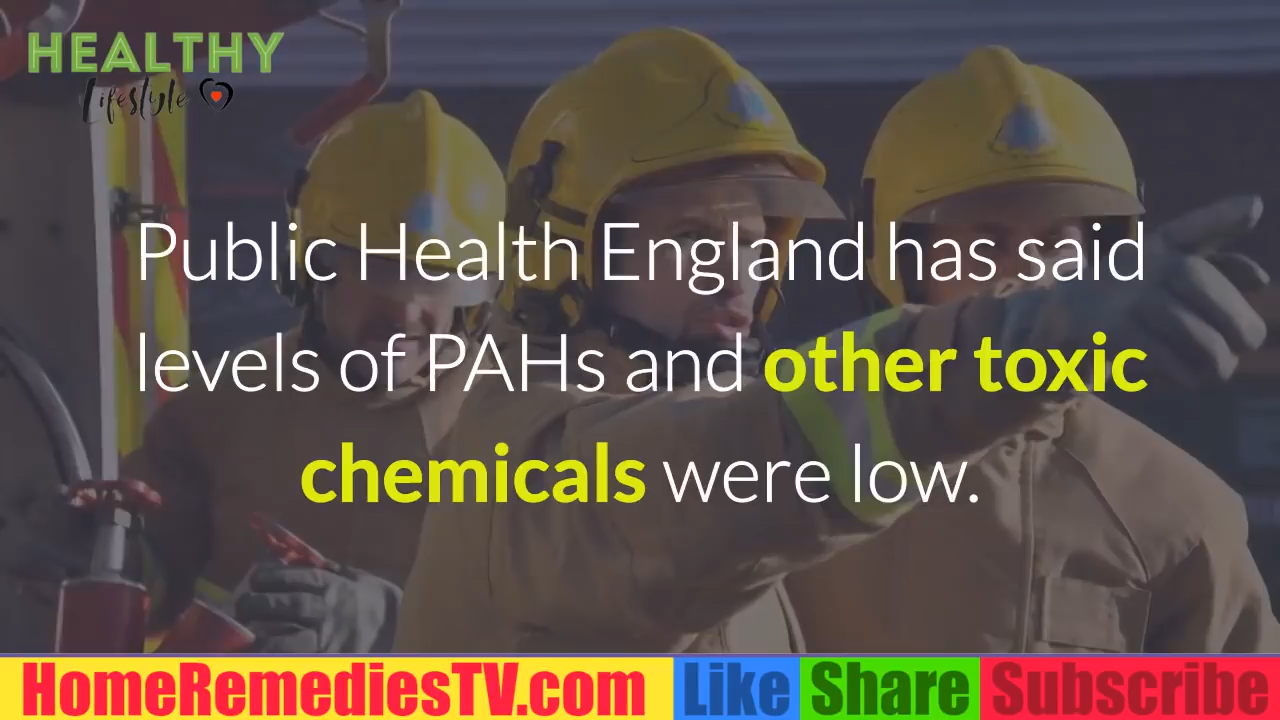 HEALTHY
Lifestyle
Public Health England has said
levels of PAHs and other toxic
chemicals were low.
HomeRemediesTV.com Like Share Subscribe